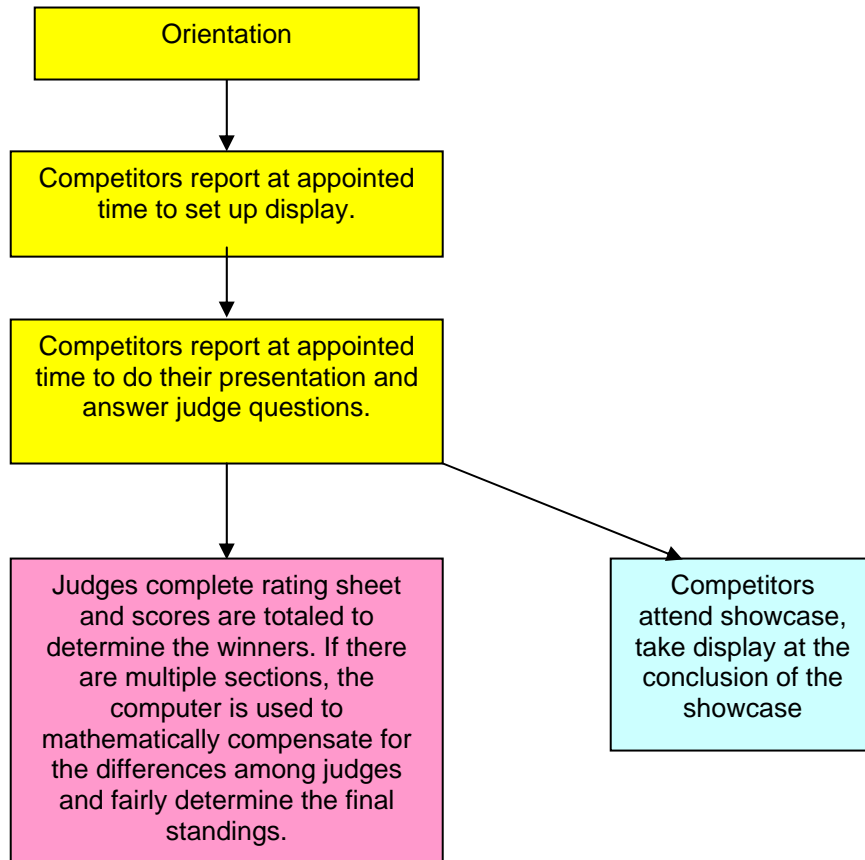 Orientation
Competitors report at appointed
time to set up display.
Competitors report at appointed
time to do their presentation and
answer judge questions.
Judges complete rating sheet
and scores are totaled to
determine the winners. If there
are multiple sections, the
computer is used to
mathematically compensate for
the differences among judges
and fairly determine the final
standings.
Competitors
attend showcase,
take display at the
conclusion of the
showcase